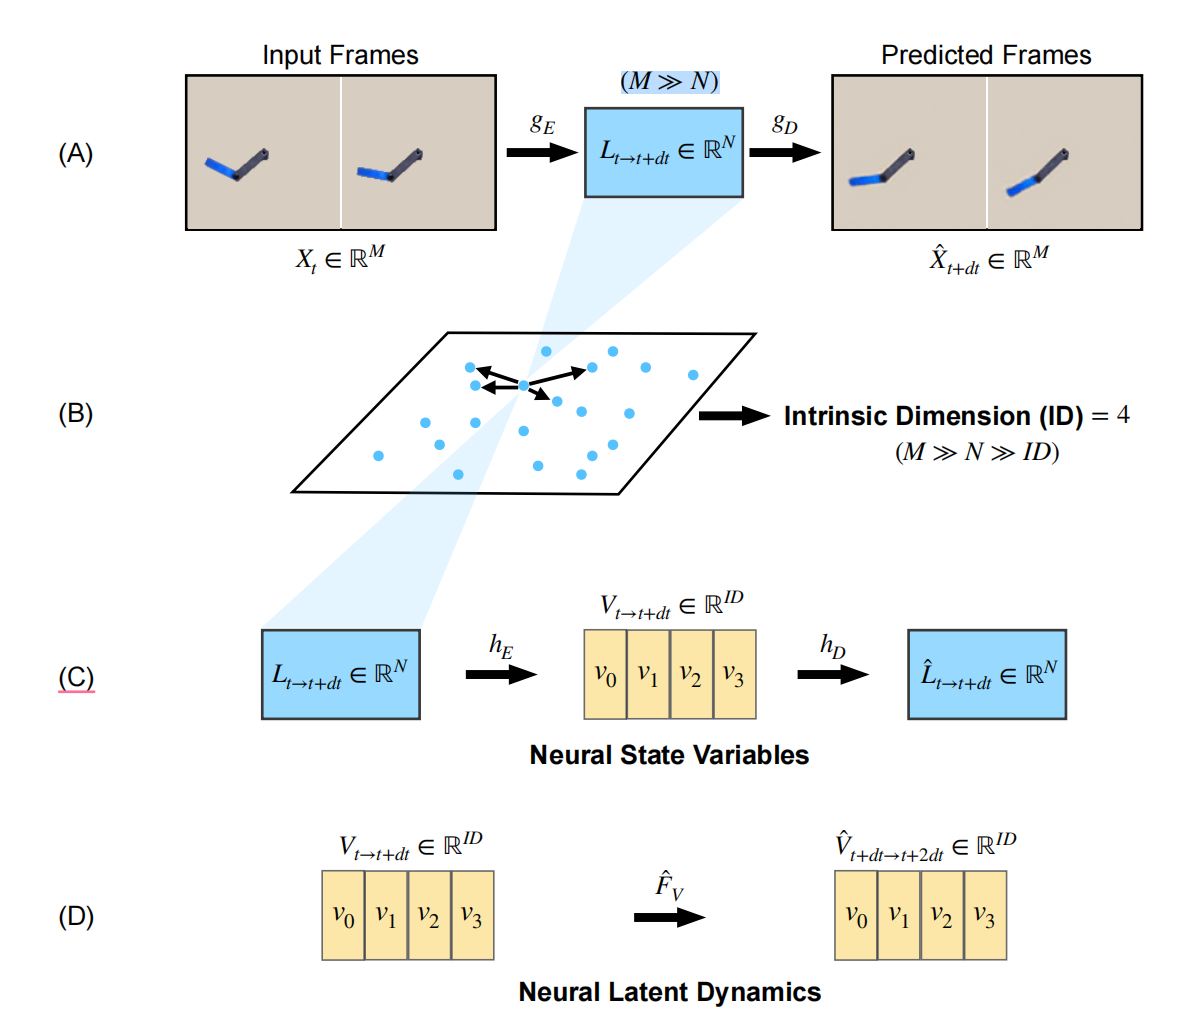 Input Frames
Predicted Frames
(M ≫ N)
(A)
g_E
L_{t→t+dt} ∈ ℝ^N
g_D
X_t ∈ ℝ^M
X̂_{t+dt} ∈ ℝ^M
(B)
Intrinsic Dimension (ID) = 4
(M ≫ N ≫ ID)
V_{t→t+dt} ∈ ℝ^{ID}
(C)
L_{t→t+dt} ∈ ℝ^N
h_E
v_0 v_1 v_2 v_3
h_D
L̂_{t→t+dt} ∈ ℝ^N
Neural State Variables
V_{t→t+dt} ∈ ℝ^{ID}
V̂_{t+dt→t+2dt} ∈ ℝ^{ID}
(D)
v_0 v_1 v_2 v_3
F̂_V
v_0 v_1 v_2 v_3
Neural Latent Dynamics